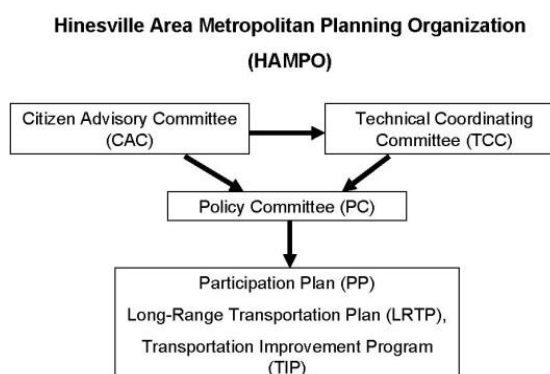 Hinesville Area Metropolitan Planning Organization
(HAMPO)
Citizen Advisory Committee
(CAC)
Technical Coordinating
Committee (TCC)
Policy Committee (PC)
Participation Plan (PP)
Long-Range Transportation Plan (LRTP),
Transportation Improvement Program
(TIP)